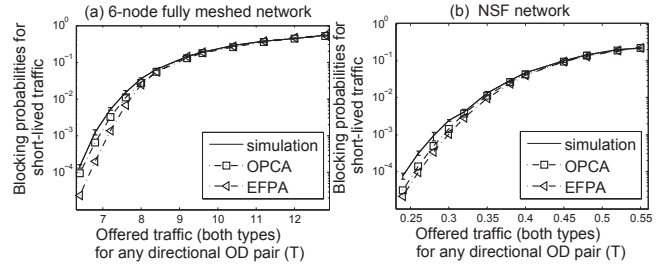 (a) 6-node fully meshed network
Blocking probabilities for
short-lived traffic
10⁰
10⁻¹
10⁻²
10⁻³
10⁻⁴
simulation
OPCA
EFPA
7 8 9 10 11 12
Offered traffic (both types)
for any directional OD pair (T)
(b) NSF network
Blocking probabilities for
short-lived traffic
10⁰
10⁻¹
10⁻²
10⁻³
10⁻⁴
simulation
OPCA
EFPA
0.25 0.3 0.35 0.4 0.45 0.5 0.55
Offered traffic (both types)
for any directional OD pair (T)